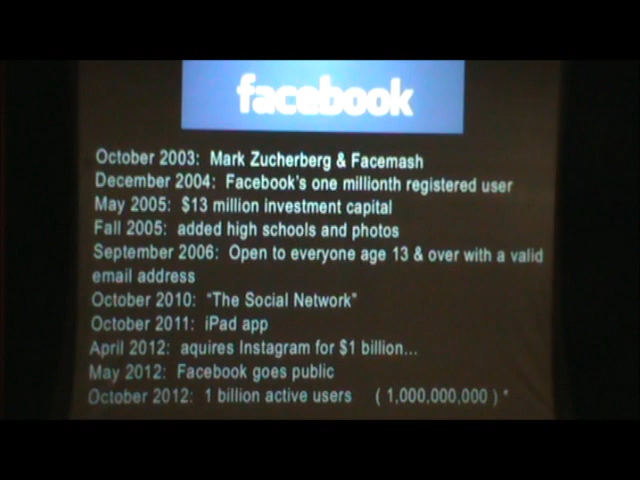 facebook
October 2003: Mark Zucherberg & Facemash
December 2004: Facebook's one millionth registered user
May 2005: $13 million investment capital
Fall 2005: added high schools and photos
September 2006: Open to everyone age 13 & over with a valid
email address
October 2010: "The Social Network"
October 2011: iPad app
April 2012: aquires Instagram for $1 billion...
May 2012: Facebook goes public
October 2012: 1 billion active users ( 1,000,000,000 ) *